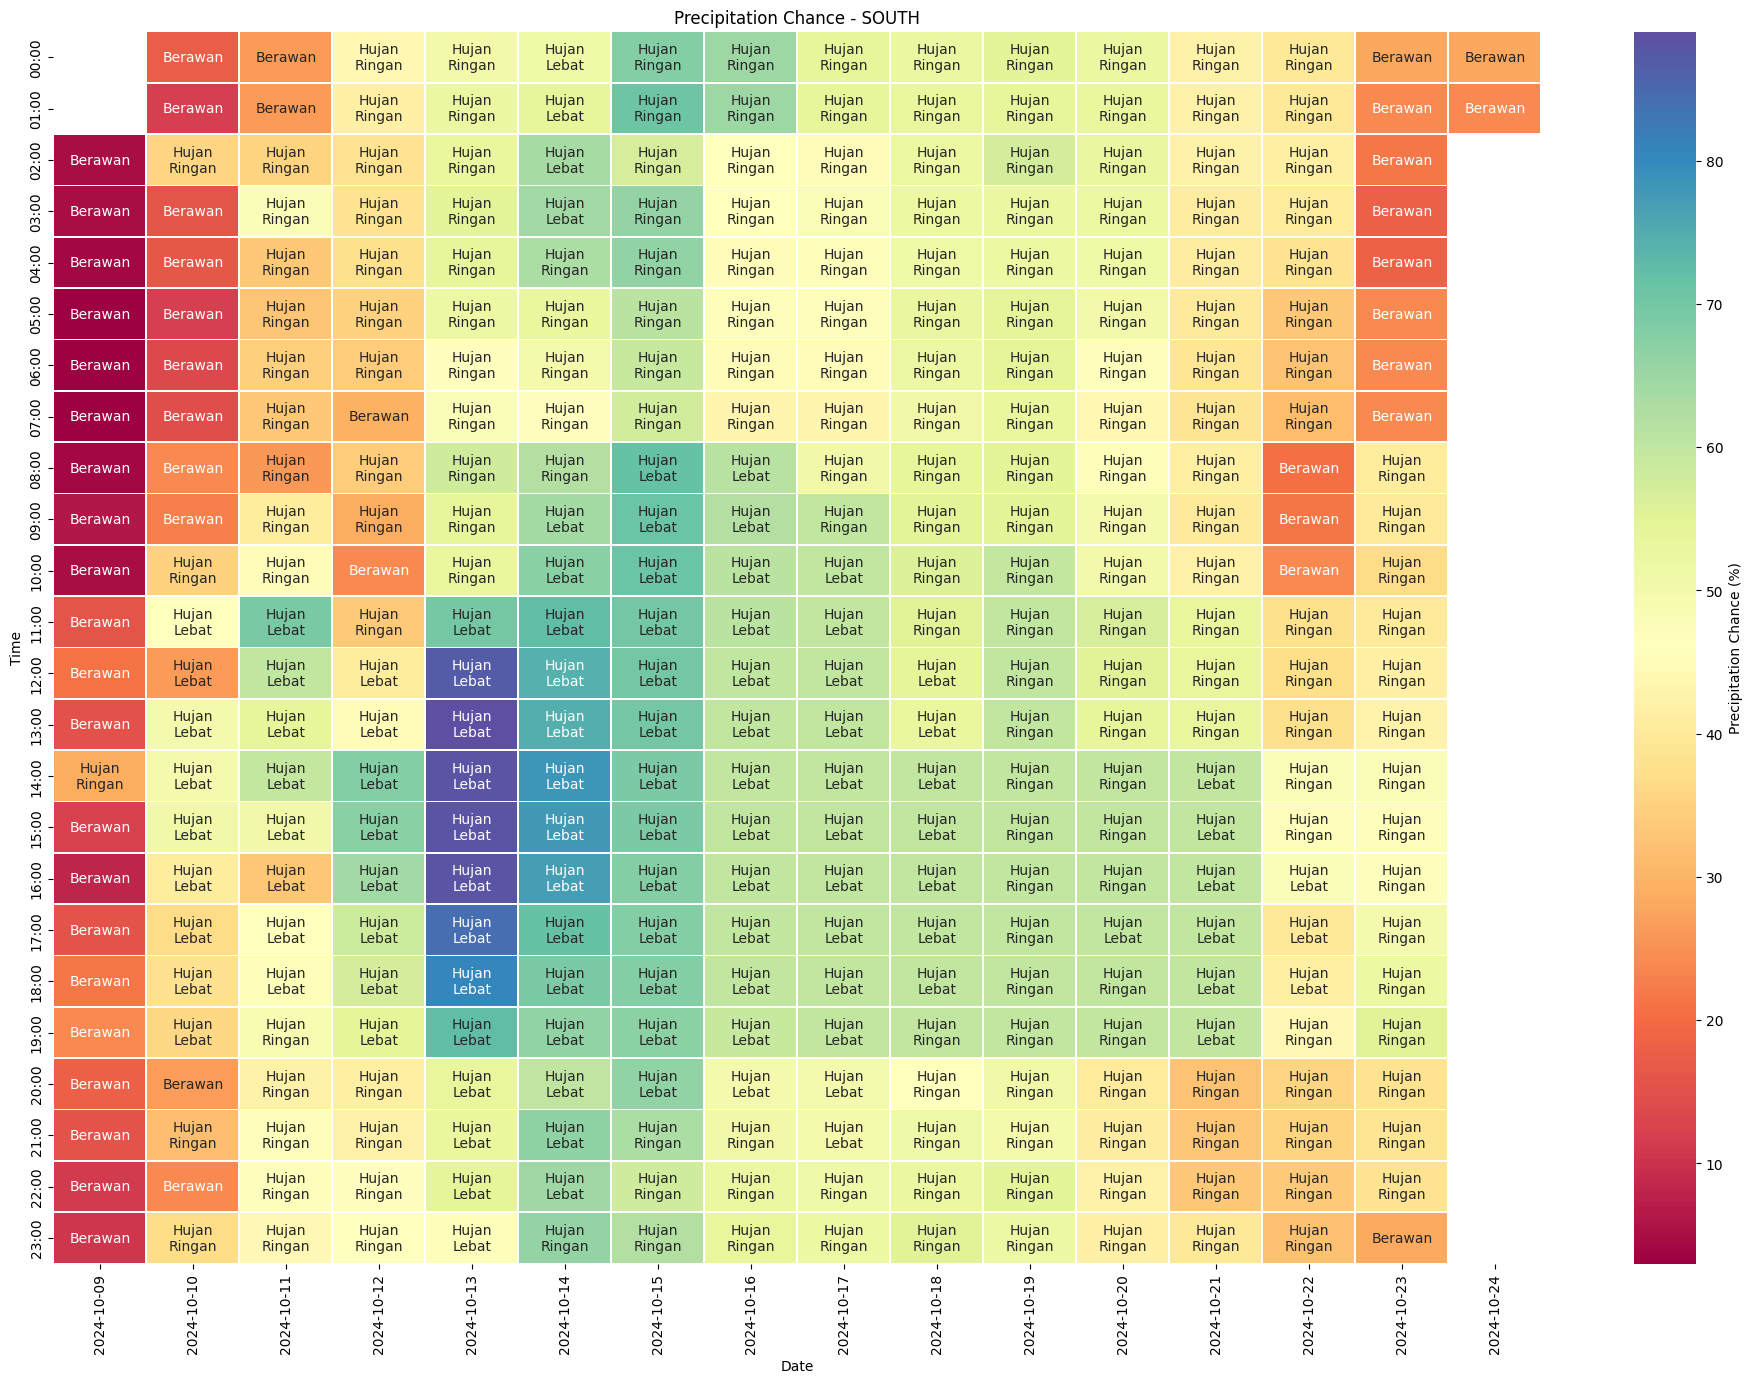 Precipitation Chance - SOUTH
00:00 Berawan Berawan Hujan Ringan Hujan Ringan Hujan Lebat Hujan Ringan Hujan Ringan Hujan Ringan Hujan Ringan Hujan Ringan Hujan Ringan Hujan Ringan Hujan Ringan Berawan Berawan
01:00 Berawan Berawan Hujan Ringan Hujan Ringan Hujan Lebat Hujan Ringan Hujan Ringan Hujan Ringan Hujan Ringan Hujan Ringan Hujan Ringan Hujan Ringan Hujan Ringan Berawan Berawan
02:00 Berawan Hujan Ringan Hujan Ringan Hujan Ringan Hujan Ringan Hujan Lebat Hujan Ringan Hujan Ringan Hujan Ringan Hujan Ringan Hujan Ringan Hujan Ringan Hujan Ringan Hujan Ringan Berawan
03:00 Berawan Berawan Hujan Ringan Hujan Ringan Hujan Ringan Hujan Lebat Hujan Ringan Hujan Ringan Hujan Ringan Hujan Ringan Hujan Ringan Hujan Ringan Hujan Ringan Hujan Ringan Berawan
04:00 Berawan Berawan Hujan Ringan Hujan Ringan Hujan Ringan Hujan Ringan Hujan Ringan Hujan Ringan Hujan Ringan Hujan Ringan Hujan Ringan Hujan Ringan Hujan Ringan Hujan Ringan Berawan
05:00 Berawan Berawan Hujan Ringan Hujan Ringan Hujan Ringan Hujan Ringan Hujan Ringan Hujan Ringan Hujan Ringan Hujan Ringan Hujan Ringan Hujan Ringan Hujan Ringan Hujan Ringan Berawan
06:00 Berawan Berawan Hujan Ringan Hujan Ringan Hujan Ringan Hujan Ringan Hujan Ringan Hujan Ringan Hujan Ringan Hujan Ringan Hujan Ringan Hujan Ringan Hujan Ringan Hujan Ringan Berawan
07:00 Berawan Berawan Hujan Ringan Berawan Hujan Ringan Hujan Ringan Hujan Ringan Hujan Ringan Hujan Ringan Hujan Ringan Hujan Ringan Hujan Ringan Hujan Ringan Hujan Ringan Berawan
08:00 Berawan Berawan Hujan Ringan Hujan Ringan Hujan Ringan Hujan Ringan Hujan Lebat Hujan Lebat Hujan Ringan Hujan Ringan Hujan Ringan Hujan Ringan Hujan Ringan Berawan Hujan Ringan
09:00 Berawan Berawan Hujan Ringan Hujan Ringan Hujan Ringan Hujan Lebat Hujan Lebat Hujan Lebat Hujan Ringan Hujan Ringan Hujan Ringan Hujan Ringan Hujan Ringan Berawan Hujan Ringan
10:00 Berawan Hujan Ringan Hujan Ringan Berawan Hujan Ringan Hujan Lebat Hujan Lebat Hujan Lebat Hujan Lebat Hujan Ringan Hujan Ringan Hujan Ringan Hujan Ringan Berawan Hujan Ringan
11:00 Berawan Hujan Lebat Hujan Lebat Hujan Ringan Hujan Lebat Hujan Lebat Hujan Lebat Hujan Lebat Hujan Lebat Hujan Ringan Hujan Ringan Hujan Ringan Hujan Ringan Hujan Ringan Hujan Ringan
12:00 Berawan Hujan Lebat Hujan Lebat Hujan Lebat Hujan Lebat Hujan Lebat Hujan Lebat Hujan Lebat Hujan Lebat Hujan Lebat Hujan Ringan Hujan Ringan Hujan Ringan Hujan Ringan Hujan Ringan
13:00 Berawan Hujan Lebat Hujan Lebat Hujan Lebat Hujan Lebat Hujan Lebat Hujan Lebat Hujan Lebat Hujan Lebat Hujan Lebat Hujan Ringan Hujan Ringan Hujan Ringan Hujan Ringan Hujan Ringan
14:00 Hujan Ringan Hujan Lebat Hujan Lebat Hujan Lebat Hujan Lebat Hujan Lebat Hujan Lebat Hujan Lebat Hujan Lebat Hujan Lebat Hujan Ringan Hujan Ringan Hujan Lebat Hujan Ringan Hujan Ringan
15:00 Berawan Hujan Lebat Hujan Lebat Hujan Lebat Hujan Lebat Hujan Lebat Hujan Lebat Hujan Lebat Hujan Lebat Hujan Lebat Hujan Ringan Hujan Ringan Hujan Lebat Hujan Ringan Hujan Ringan
16:00 Berawan Hujan Lebat Hujan Lebat Hujan Lebat Hujan Lebat Hujan Lebat Hujan Lebat Hujan Lebat Hujan Lebat Hujan Lebat Hujan Ringan Hujan Ringan Hujan Lebat Hujan Lebat Hujan Ringan
17:00 Berawan Hujan Lebat Hujan Lebat Hujan Lebat Hujan Lebat Hujan Lebat Hujan Lebat Hujan Lebat Hujan Lebat Hujan Lebat Hujan Ringan Hujan Lebat Hujan Lebat Hujan Lebat Hujan Ringan
18:00 Berawan Hujan Lebat Hujan Lebat Hujan Lebat Hujan Lebat Hujan Lebat Hujan Lebat Hujan Lebat Hujan Lebat Hujan Lebat Hujan Ringan Hujan Ringan Hujan Lebat Hujan Lebat Hujan Ringan
19:00 Berawan Hujan Lebat Hujan Ringan Hujan Lebat Hujan Lebat Hujan Lebat Hujan Lebat Hujan Lebat Hujan Lebat Hujan Ringan Hujan Ringan Hujan Ringan Hujan Lebat Hujan Ringan Hujan Ringan
20:00 Berawan Berawan Hujan Ringan Hujan Ringan Hujan Lebat Hujan Lebat Hujan Lebat Hujan Lebat Hujan Lebat Hujan Ringan Hujan Ringan Hujan Ringan Hujan Ringan Hujan Ringan Hujan Ringan
21:00 Berawan Hujan Ringan Hujan Ringan Hujan Ringan Hujan Lebat Hujan Lebat Hujan Ringan Hujan Ringan Hujan Lebat Hujan Ringan Hujan Ringan Hujan Ringan Hujan Ringan Hujan Ringan Hujan Ringan
22:00 Berawan Berawan Hujan Ringan Hujan Ringan Hujan Lebat Hujan Lebat Hujan Ringan Hujan Ringan Hujan Ringan Hujan Ringan Hujan Ringan Hujan Ringan Hujan Ringan Hujan Ringan Hujan Ringan
23:00 Berawan Hujan Ringan Hujan Ringan Hujan Ringan Hujan Lebat Hujan Ringan Hujan Ringan Hujan Ringan Hujan Ringan Hujan Ringan Hujan Ringan Hujan Ringan Hujan Ringan Hujan Ringan Berawan
Time
2024-10-09 2024-10-10 2024-10-11 2024-10-12 2024-10-13 2024-10-14 2024-10-15 2024-10-16 2024-10-17 2024-10-18 2024-10-19 2024-10-20 2024-10-21 2024-10-22 2024-10-23 2024-10-24
Date
80
70
60
50
40
30
20
10
Precipitation Chance (%)